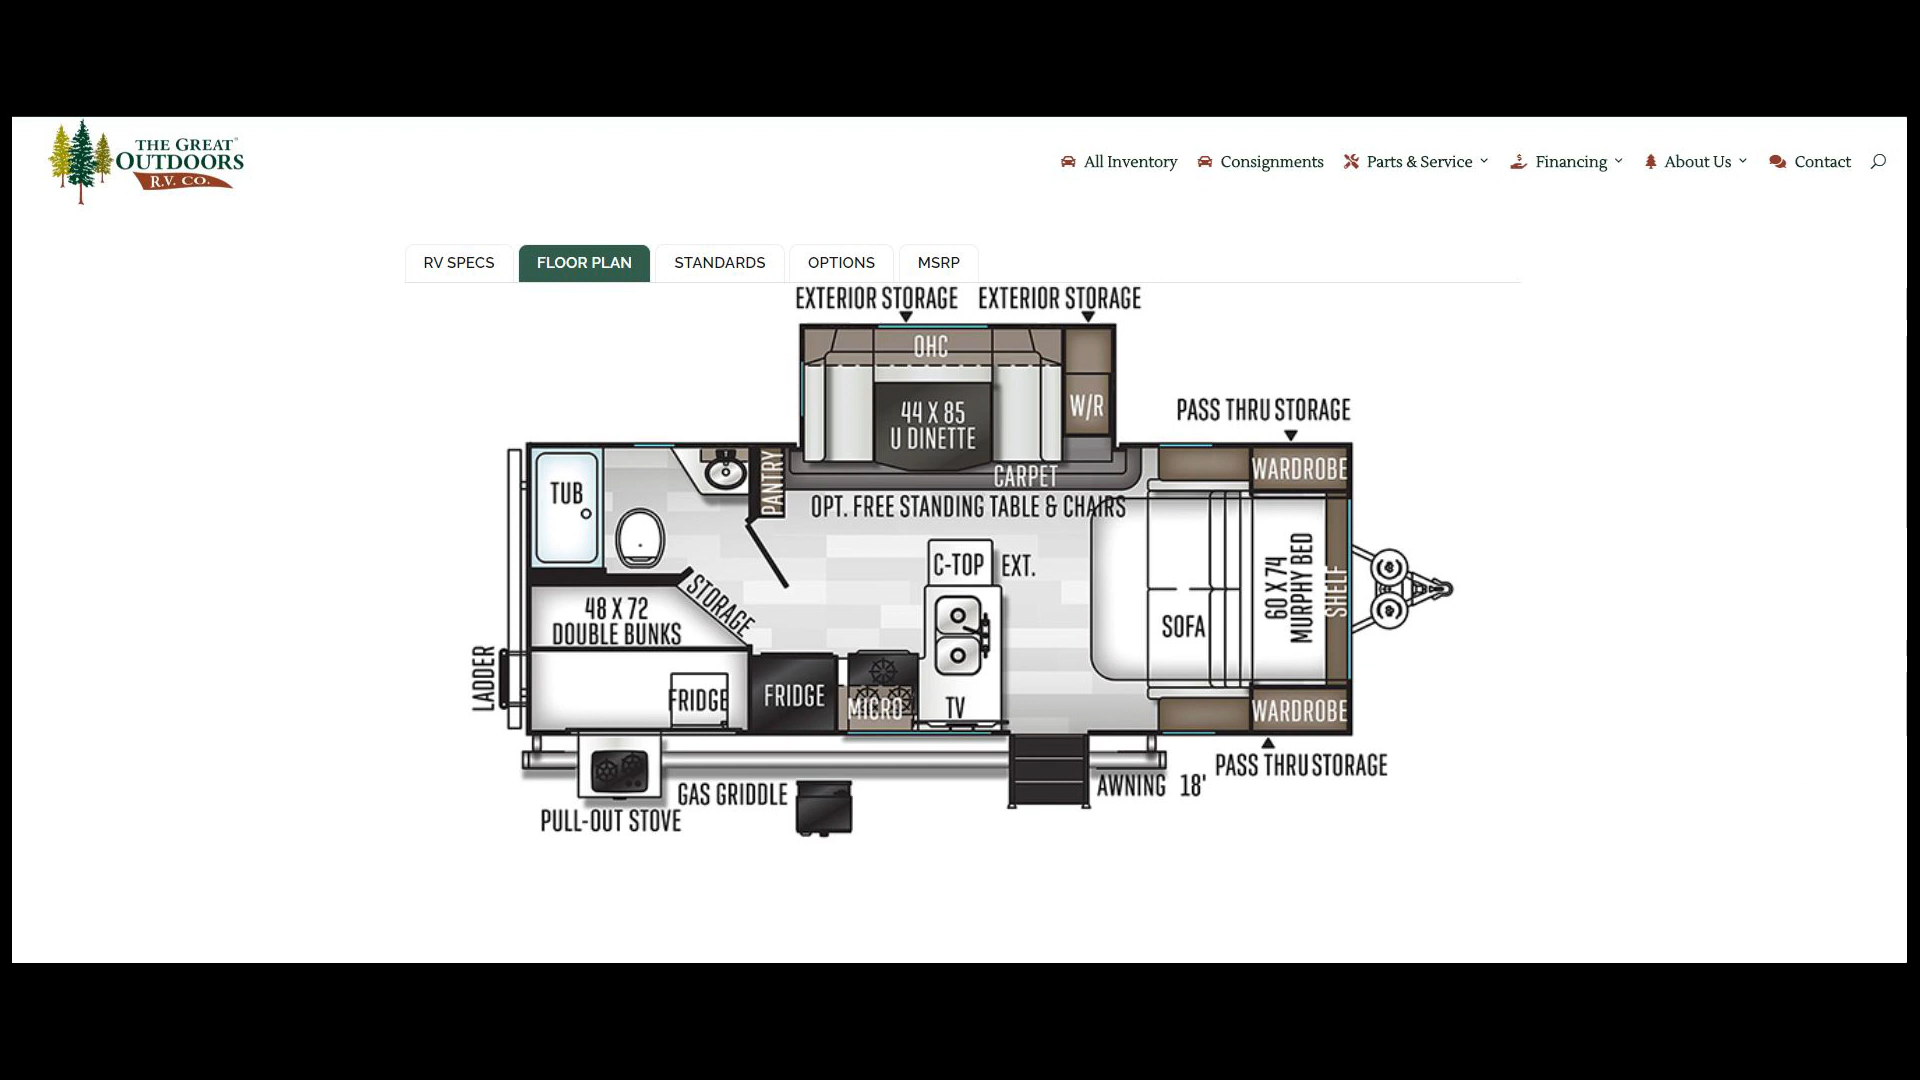 THE GREAT
OUTDOORS
R.V. CO.
All Inventory
Consignments
Parts & Service
Financing
About Us
Contact
RV SPECS
FLOOR PLAN
STANDARDS
OPTIONS
MSRP
EXTERIOR STORAGE
EXTERIOR STORAGE
OHC
44 X 85
U DINETTE
W/R
PASS THRU STORAGE
TUB
PANTRY
CARPET
WARDROBE
OPT. FREE STANDING TABLE & CHAIRS
C-TOP
EXT.
48 X 72
DOUBLE BUNKS
STORAGE
SOFA
60 X 74
MURPHY BED
SHELF
LADDER
FRIDGE
FRIDGE
MICRO
TV
WARDROBE
PASS THRU STORAGE
AWNING 18'
GAS GRIDDLE
PULL-OUT STOVE